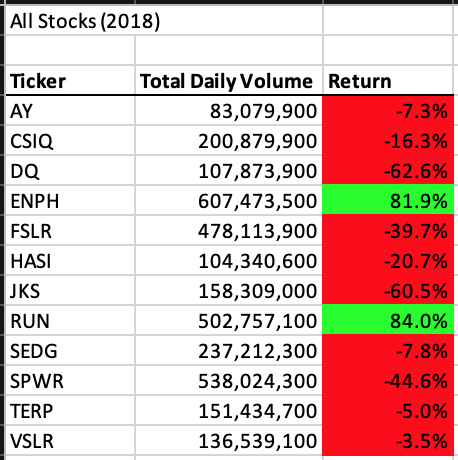 All Stocks (2018)
Ticker Total Daily Volume Return
AY 83,079,900 -7.3%
CSIQ 200,879,900 -16.3%
DQ 107,873,900 -62.6%
ENPH 607,473,500 81.9%
FSLR 478,113,900 -39.7%
HASI 104,340,600 -20.7%
JKS 158,309,000 -60.5%
RUN 502,757,100 84.0%
SEDG 237,212,300 -7.8%
SPWR 538,024,300 -44.6%
TERP 151,434,700 -5.0%
VSLR 136,539,100 -3.5%